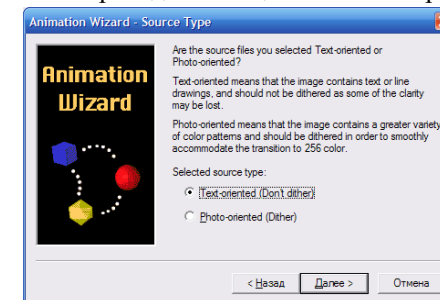 Animation Wizard - Source Type
Animation
Wizard
Are the source files you selected Text-oriented or
Photo-oriented?
Text-oriented means that the image contains text or line
drawings, and should not be dithered as some of the clarity
may be lost.
Photo-oriented means that the image contains a greater variety
of color patterns and should be dithered in order to smoothly
accommodate the transition to 256 color.
Selected source type:
Text-oriented (Don't dither)
Photo-oriented (Dither)
< Назад Далее > Отмена